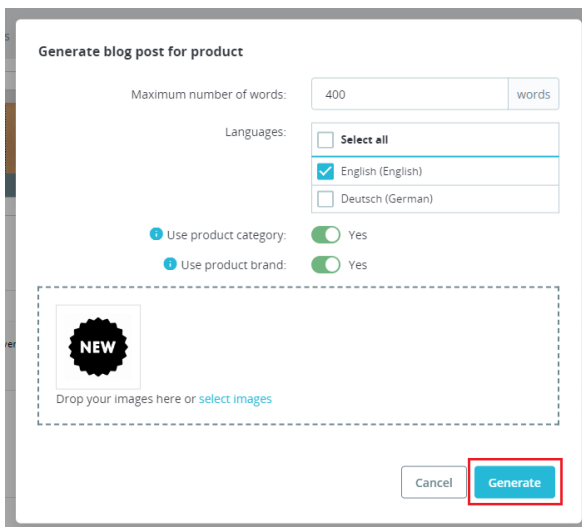 s
Generate blog post for product
Maximum number of words: 400 words
Languages: Select all
English (English)
Deutsch (German)
Use product category: Yes
Use product brand: Yes
ver
NEW
Drop your images here or select images
Cancel Generate